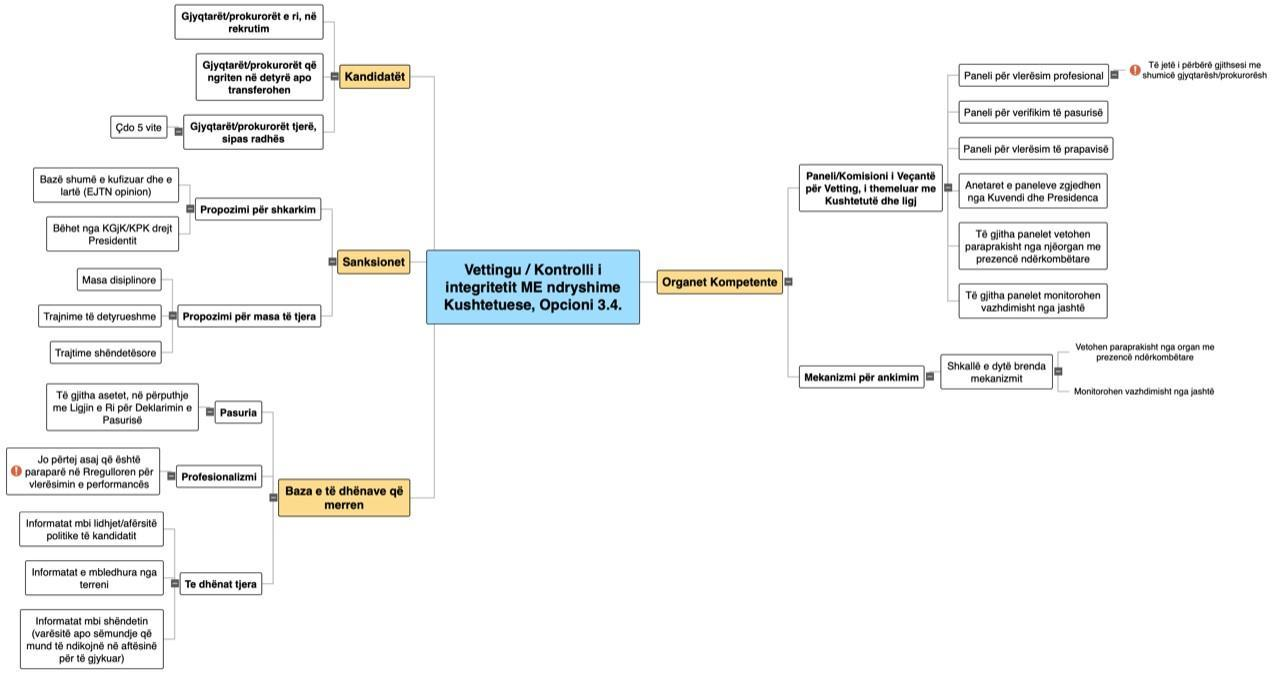 Gjyqtarët/prokurorët e ri, në
rekrutim
Gjyqtarët/prokurorët që
ngriten në detyrë apo
transferohen
Kandidatët
Çdo 5 vite
Gjyqtarët/prokurorët tjerë,
sipas radhës
Bazë shumë e kufizuar dhe e
lartë (EJTN opinion)
Propozimi për shkarkim
Bëhet nga KGjK/KPK drejt
Presidentit
Sanksionet
Masa disiplinore
Trajnime të detyrueshme
Propozimi për masa të tjera
Trajtime shëndetësore
Të gjitha asetet, në përputhje
me Ligjin e Ri për Deklarimin e
Pasurisë
Pasuria
Jo përtej asaj që është
paraparë në Rregulloren për
vlerësimin e performancës
Profesionalizmi
Baza e të dhënave që
merren
Informatat mbi lidhjet/afërsitë
politike të kandidatit
Informatat e mbledhura nga
terreni
Te dhënat tjera
Informatat mbi shëndetin
(varësitë apo sëmundje që
mund të ndikojnë në aftësinë
për të gjykuar)
Vettingu / Kontrolli i
integritetit ME ndryshime
Kushtetuese, Opcioni 3.4.
Organet Kompetente
Paneli/Komisioni i Veçantë
për Vetting, i themeluar me
Kushtetutë dhe ligj
Paneli për vlerësim profesional
Të jetë i përbërë gjithsesi me
shumicë gjyqtarësh/prokurorësh
Paneli për verifikim të pasurisë
Paneli për vlerësim të prapavisë
Anetaret e paneleve zgjedhen
nga Kuvendi dhe Presidenca
Të gjitha panelet vetohen
paraprakisht nga njëorgan me
prezencë ndërkombëtare
Të gjitha panelet monitorohen
vazhdimisht nga jashtë
Mekanizmi për ankimim
Shkallë e dytë brenda
mekanizmit
Vetohen paraprakisht nga organ me
prezencë ndërkombëtare
Monitorohen vazhdimisht nga jashtë